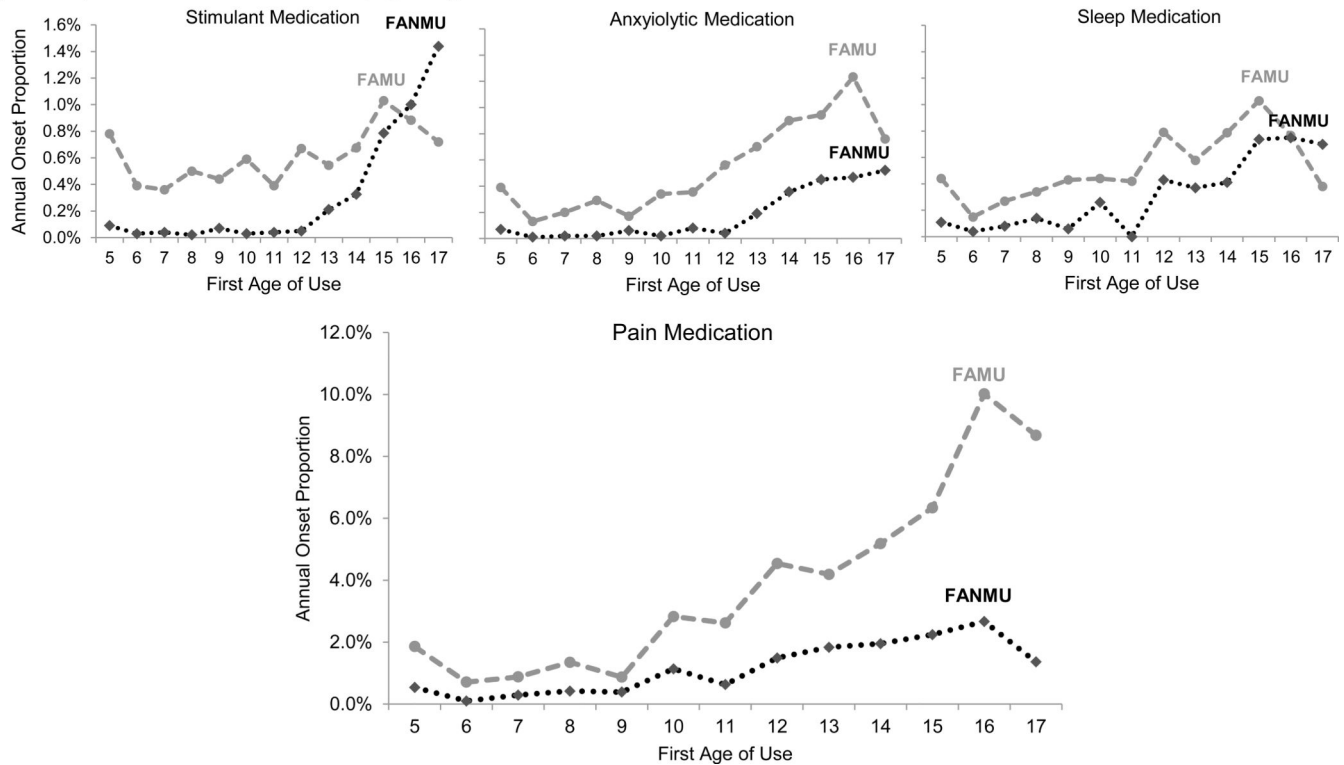 Stimulant Medication
FANMU
FAMU
Annual Onset Proportion
1.6%
1.4%
1.2%
1.0%
0.8%
0.6%
0.4%
0.2%
0.0%
5 6 7 8 9 10 11 12 13 14 15 16 17
First Age of Use
Anxyiolytic Medication
FAMU
FANMU
5 6 7 8 9 10 11 12 13 14 15 16 17
First Age of Use
Sleep Medication
FAMU
FANMU
5 6 7 8 9 10 11 12 13 14 15 16 17
First Age of Use
Pain Medication
FAMU
FANMU
Annual Onset Proportion
12.0%
10.0%
8.0%
6.0%
4.0%
2.0%
0.0%
5 6 7 8 9 10 11 12 13 14 15 16 17
First Age of Use